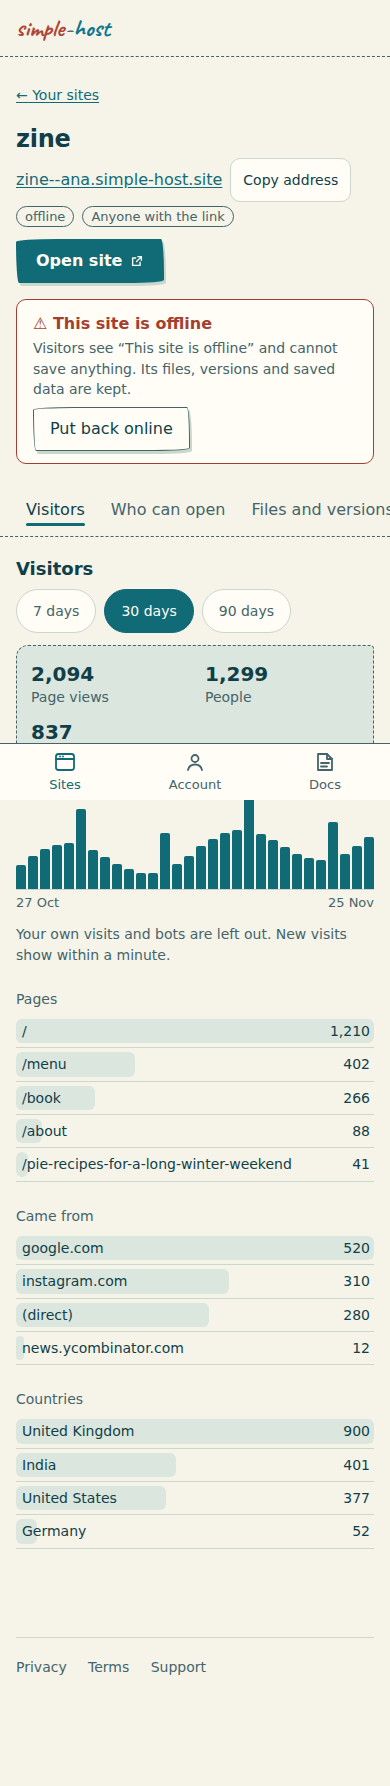 simple-host
← Your sites
zine
zine--ana.simple-host.site Copy address
offline Anyone with the link
Open site
⚠ This site is offline
Visitors see “This site is offline” and cannot
save anything. Its files, versions and saved
data are kept.
Put back online
Visitors Who can open Files and versions
Visitors
7 days 30 days 90 days
2,094 1,299
Page views People
837
Sites Account Docs
27 Oct 25 Nov
Your own visits and bots are left out. New visits
show within a minute.
Pages
/ 1,210
/menu 402
/book 266
/about 88
/pie-recipes-for-a-long-winter-weekend 41
Came from
google.com 520
instagram.com 310
(direct) 280
news.ycombinator.com 12
Countries
United Kingdom 900
India 401
United States 377
Germany 52
Privacy Terms Support